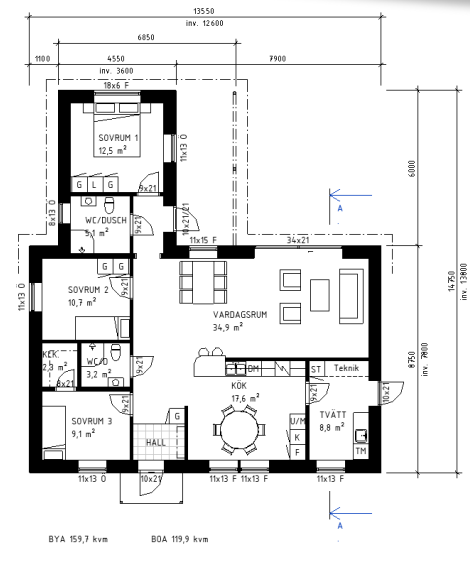 13550
inv. 12600
6850
1100
4550
7900
inv. 3600
18x6 F
SOVRUM 1
12,5 m²
11x13 Ö
6000
G L G
9x21
A
8x13 Ö
WC/DUSCH
5,1 m²
9x21
10x21/21
11x15 F
34x21
G G
9x21
14750
inv. 13800
11x13 Ö
SOVRUM 2
10,7 m²
VARDAGSRUM
34,9 m²
8750
inv. 7800
KLK.
2,3 m²
8x21
WC/D
3,2 m²
9x21
DM
ST
Teknik
KÖK
17,6 m²
9x21
10x21
SOVRUM 3
9,1 m²
9x21
G
HALL
U/M
K
F
TVÄTT
8,8 m²
TM
11x13 Ö
10x21
11x13 F
11x13 F
11x13 F
A
BYA 159,7 kvm
BOA 119,9 kvm